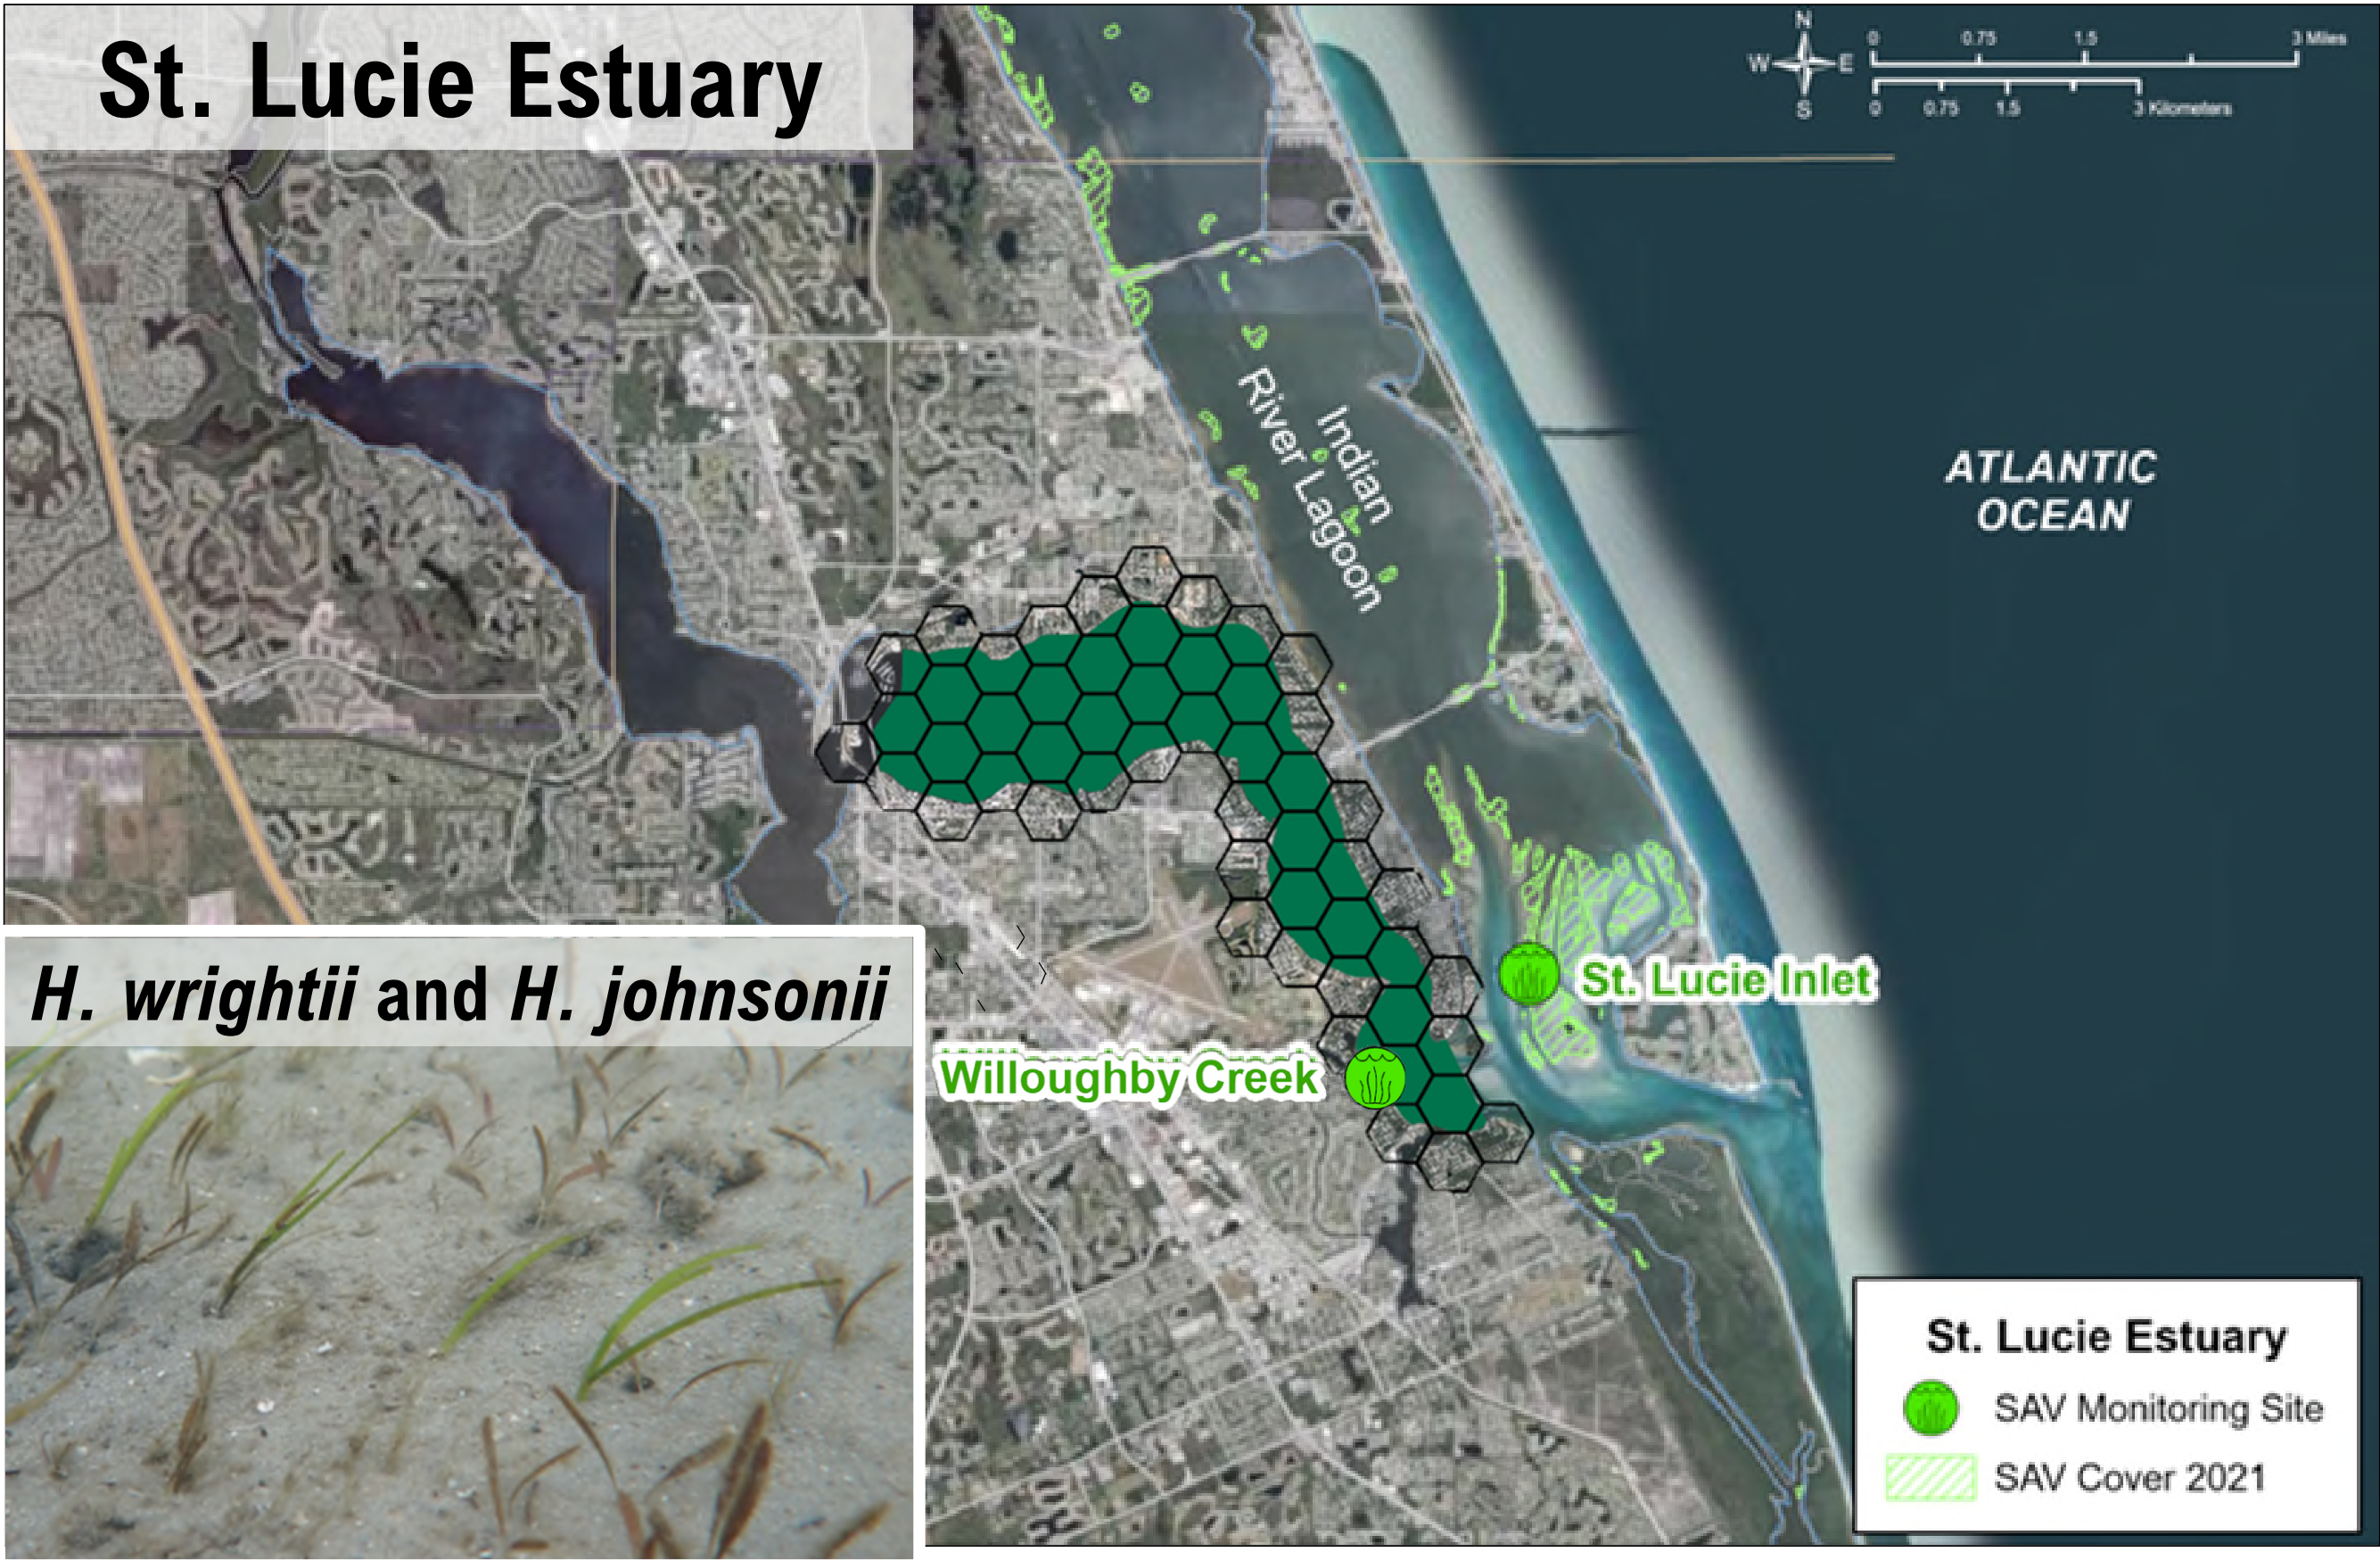 St. Lucie Estuary
N
W E
S
0 0.75 1.5 3 Miles
0 0.75 1.5 3 Kilometers
Indian
River Lagoon
ATLANTIC
OCEAN
St. Lucie Inlet
Willoughby Creek
H. wrightii and H. johnsonii
St. Lucie Estuary
SAV Monitoring Site
SAV Cover 2021